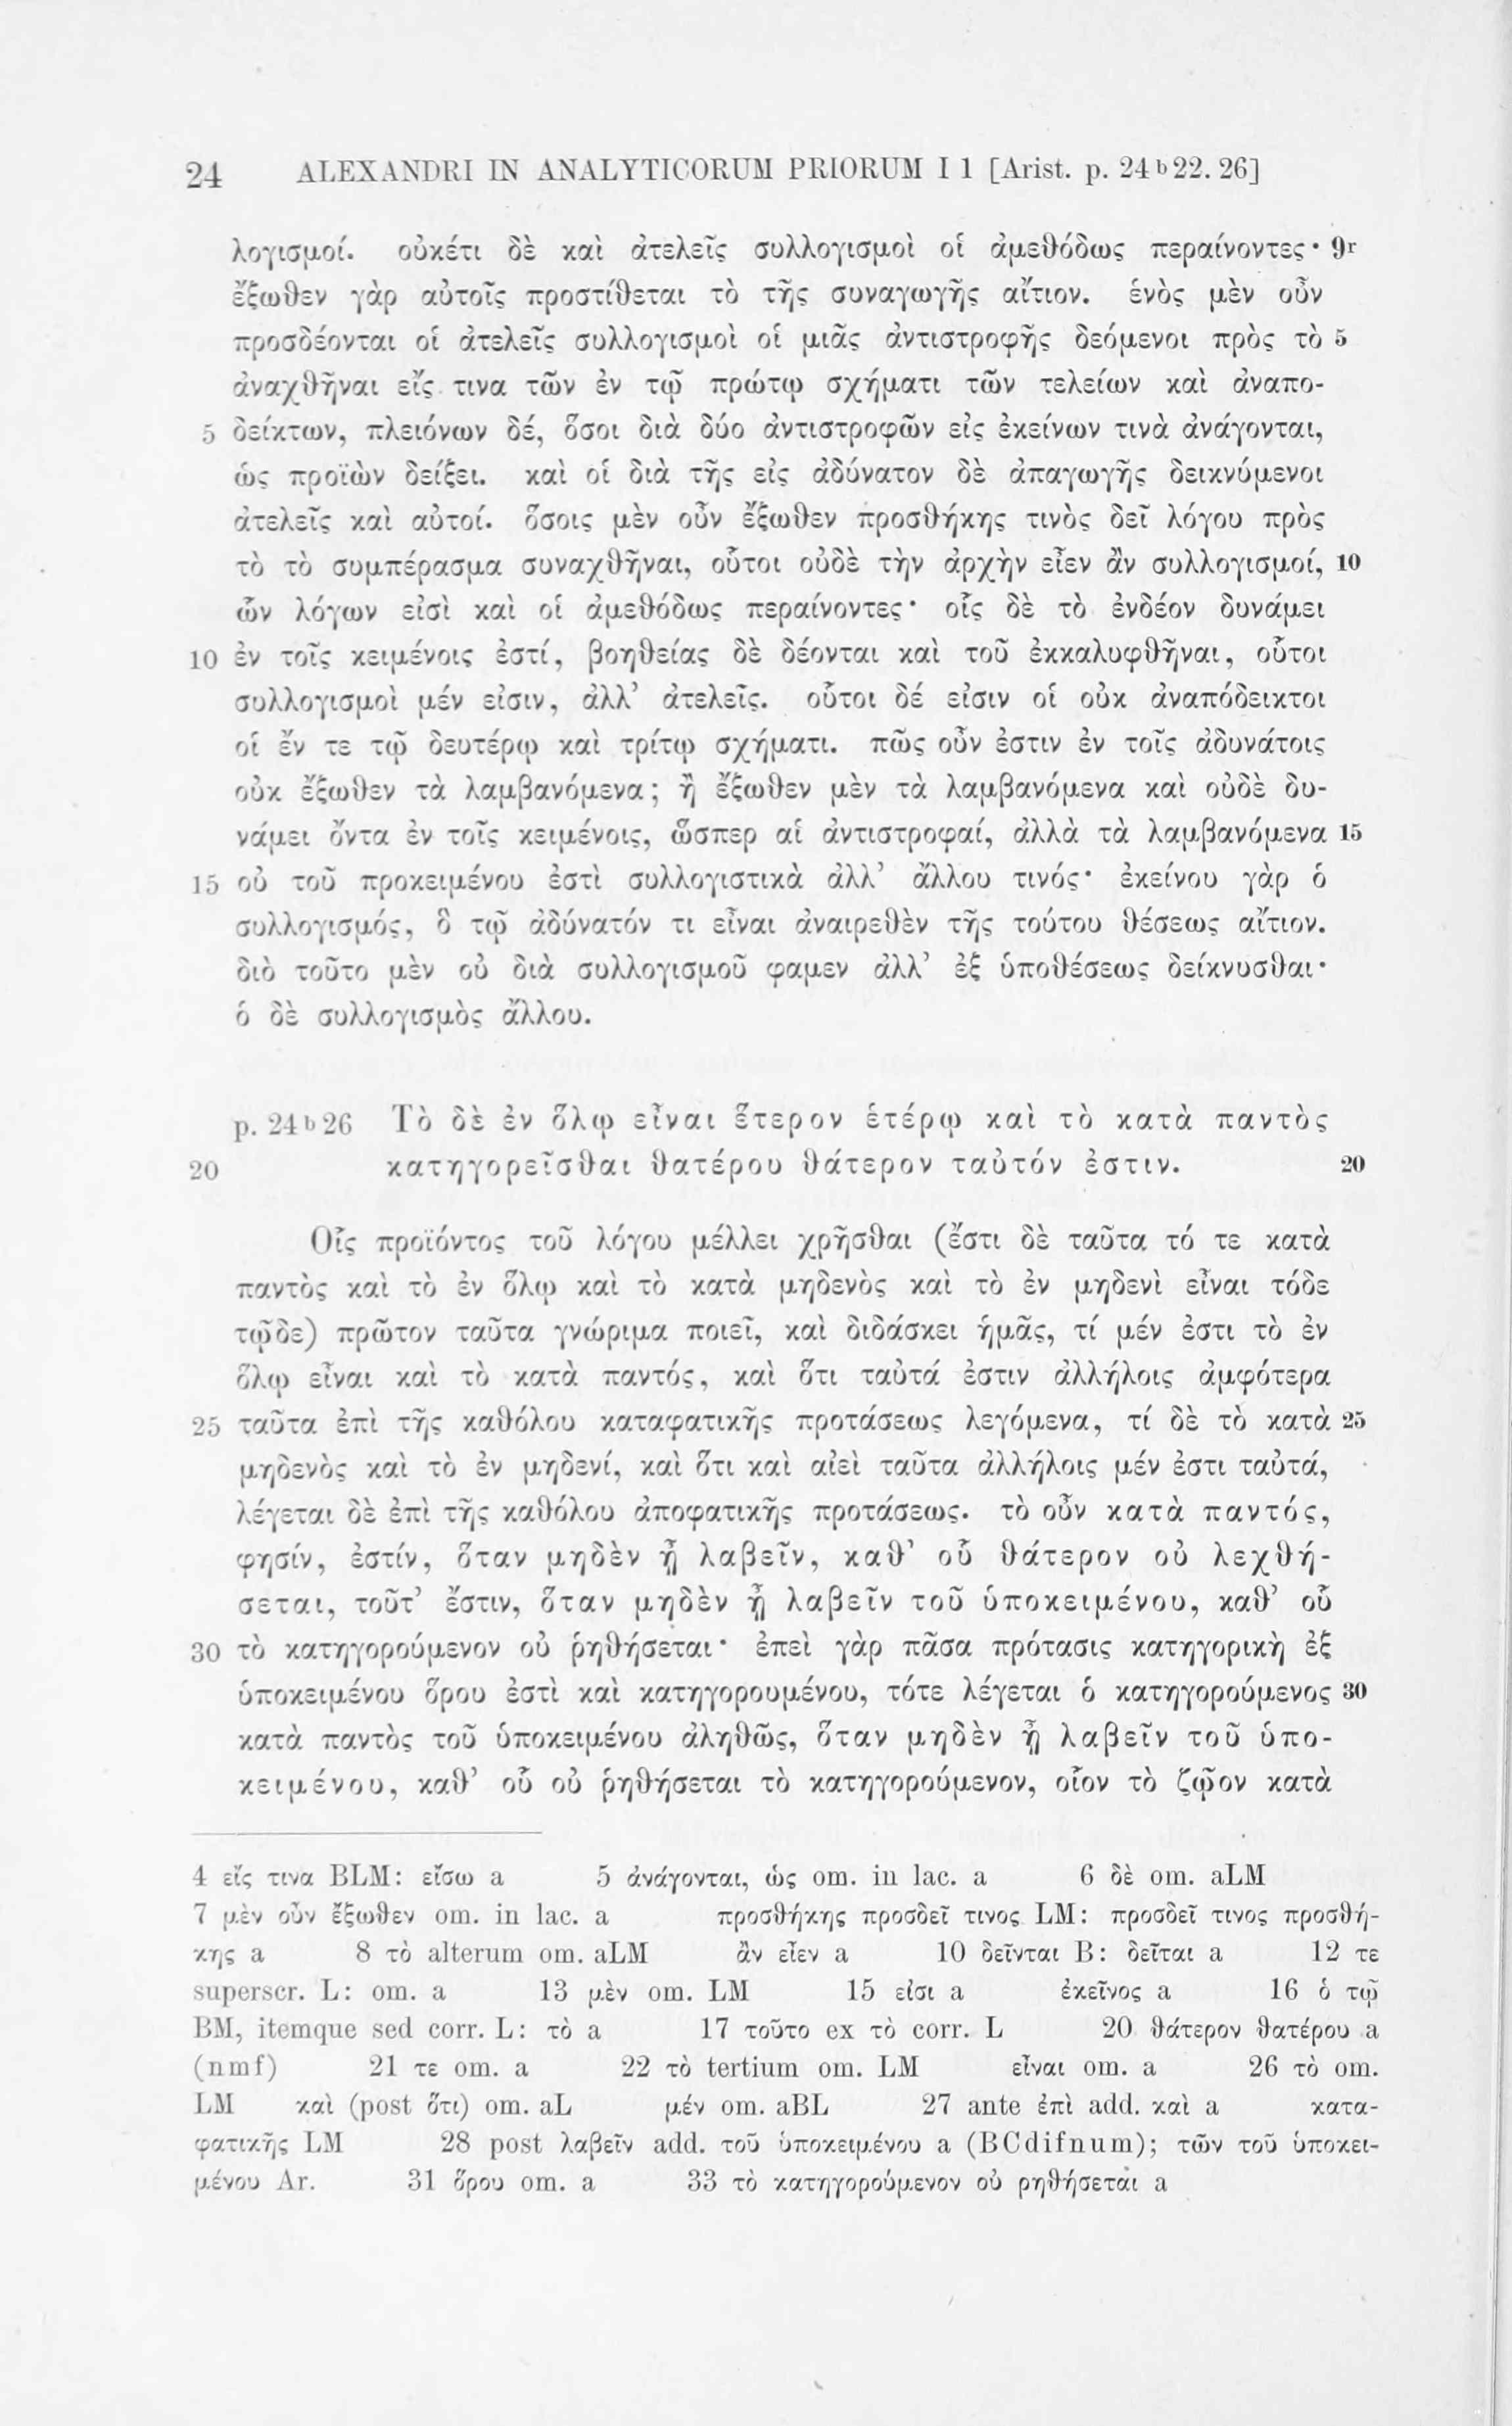 24 ALEXANDRI IN ANALYTICORUM PRIORUM I 1 [Arist. p. 24 b 22. 26]
λογισμοί. οὐκέτι δὲ καὶ ἀτελεῖς συλλογισμοὶ οἱ ἀμεθόδως περαίνοντες· 9r
ἔξωθεν γὰρ αὐτοῖς προστίθεται τὸ τῆς συναγωγῆς αἴτιον. ἑνὸς μὲν οὖν
προσδέονται οἱ ἀτελεῖς συλλογισμοὶ οἱ μιᾶς ἀντιστροφῆς δεόμενοι πρὸς τὸ 5
ἀναχθῆναι εἴς τινα τῶν ἐν τῷ πρώτῳ σχήματι τῶν τελείων καὶ ἀναπο-
5 δείκτων, πλειόνων δέ, ὅσοι διὰ δύο ἀντιστροφῶν εἰς ἐκείνων τινὰ ἀνάγονται,
ὡς προϊὼν δείξει. καὶ οἱ διὰ τῆς εἰς ἀδύνατον δὲ ἀπαγωγῆς δεικνύμενοι
ἀτελεῖς καὶ αὐτοί. ὅσοις μὲν οὖν ἔξωθεν προσθήκης τινὸς δεῖ λόγου πρὸς
τὸ τὸ συμπέρασμα συναχθῆναι, οὗτοι οὐδὲ τὴν ἀρχὴν εἶεν ἂν συλλογισμοί, 10
ὧν λόγων εἰσὶ καὶ οἱ ἀμεθόδως περαίνοντες· οἷς δὲ τὸ ἐνδέον δυνάμει
10 ἐν τοῖς κειμένοις ἐστί, βοηθείας δὲ δέονται καὶ τοῦ ἐκκαλυφθῆναι, οὗτοι
συλλογισμοὶ μέν εἰσιν, ἀλλ’ ἀτελεῖς. οὗτοι δέ εἰσιν οἱ οὐκ ἀναπόδεικτοι
οἱ ἔν τε τῷ δευτέρῳ καὶ τρίτῳ σχήματι. πῶς οὖν ἐστιν ἐν τοῖς ἀδυνάτοις
οὐκ ἔξωθεν τὰ λαμβανόμενα; ἢ ἔξωθεν μὲν τὰ λαμβανόμενα καὶ οὐδὲ δυ-
νάμει ὄντα ἐν τοῖς κειμένοις, ὥσπερ αἱ ἀντιστροφαί, ἀλλὰ τὰ λαμβανόμενα 15
15 οὐ τοῦ προκειμένου ἐστὶ συλλογιστικὰ ἀλλ’ ἄλλου τινός· ἐκείνου γὰρ ὁ
συλλογισμός, ὃ τῷ ἀδύνατόν τι εἶναι ἀναιρεθὲν τῆς τούτου θέσεως αἴτιον.
διὸ τοῦτο μὲν οὐ διὰ συλλογισμοῦ φαμεν ἀλλ’ ἐξ ὑποθέσεως δείκνυσθαι·
ὁ δὲ συλλογισμὸς ἄλλου.
p. 24 b 26 Τὸ δὲ ἐν ὅλῳ εἶναι ἕτερον ἑτέρῳ καὶ τὸ κατὰ παντὸς
20 κατηγορεῖσθαι θατέρου θάτερον ταὐτόν ἐστιν. 20
Οἷς προϊόντος τοῦ λόγου μέλλει χρῆσθαι (ἔστι δὲ ταῦτα τό τε κατὰ
παντὸς καὶ τὸ ἐν ὅλῳ καὶ τὸ κατὰ μηδενὸς καὶ τὸ ἐν μηδενὶ εἶναι τόδε
τῷδε) πρῶτον ταῦτα γνώριμα ποιεῖ, καὶ διδάσκει ἡμᾶς, τί μέν ἐστι τὸ ἐν
ὅλῳ εἶναι καὶ τὸ κατὰ παντός, καὶ ὅτι ταὐτά ἐστιν ἀλλήλοις ἀμφότερα
25 ταῦτα ἐπὶ τῆς καθόλου καταφατικῆς προτάσεως λεγόμενα, τί δὲ τὸ κατὰ 25
μηδενὸς καὶ τὸ ἐν μηδενί, καὶ ὅτι καὶ αἰεὶ ταῦτα ἀλλήλοις μέν ἐστι ταὐτά,
λέγεται δὲ ἐπὶ τῆς καθόλου ἀποφατικῆς προτάσεως. τὸ οὖν κατὰ παντός,
φησίν, ἐστίν, ὅταν μηδὲν ᾖ λαβεῖν, καθ’ οὗ θάτερον οὐ λεχθή-
σεται, τοῦτ’ ἔστιν, ὅταν μηδὲν ᾖ λαβεῖν τοῦ ὑποκειμένου, καθ’ οὗ
30 τὸ κατηγορούμενον οὐ ῥηθήσεται· ἐπεὶ γὰρ πᾶσα πρότασις κατηγορικὴ ἐξ
ὑποκειμένου ὅρου ἐστὶ καὶ κατηγορουμένου, τότε λέγεται ὁ κατηγορούμενος 30
κατὰ παντὸς τοῦ ὑποκειμένου ἀληθῶς, ὅταν μηδὲν ᾖ λαβεῖν τοῦ ὑπο-
κειμένου, καθ’ οὗ οὐ ῥηθήσεται τὸ κατηγορούμενον, οἷον τὸ ζῷον κατὰ
4 εἴς τινα BLM: εἴσω a 5 ἀνάγονται, ὡς om. in lac. a 6 δὲ om. aLM
7 μὲν οὖν ἔξωθεν om. in lac. a προσθήκης προσδεῖ τινος LM: προσδεῖ τινος προσθή-
κης a 8 τὸ alterum om. aLM ἂν εἶεν a 10 δεῖνται B: δεῖται a 12 τε
superscr. L: om. a 13 μὲν om. LM 15 εἰσι a ἐκεῖνος a 16 ὁ τῷ
BM, itemque sed corr. L: τὸ a 17 τοῦτο ex τὸ corr. L 20 θάτερον θατέρου a
(nmf) 21 τε om. a 22 τὸ tertium om. LM εἶναι om. a 26 τὸ om.
LM καὶ (post ὅτι) om. aL μέν om. aBL 27 ante ἐπὶ add. καὶ a κατα-
φατικῆς LM 28 post λαβεῖν add. τοῦ ὑποκειμένου a (BCdifnum); τῶν τοῦ ὑποκει-
μένου Ar. 31 ὅρου om. a 33 τὸ κατηγορούμενον οὐ ρηθήσεται a